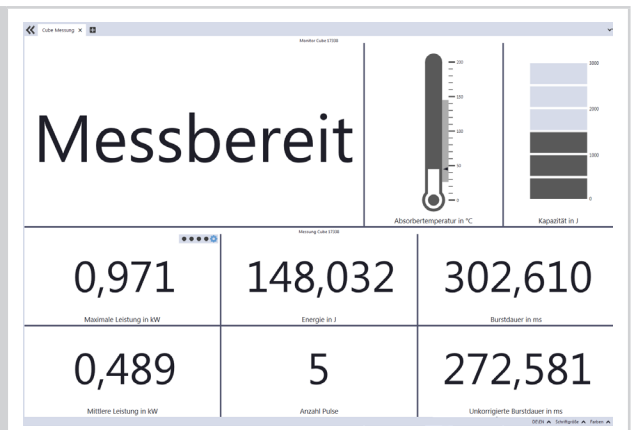 Cube Messung
Monitor Cube 17338
Messbereit
200
150
100
50
0
Absorbertemperatur in °C
3000
2000
1000
0
Kapazität in J
Messung Cube 17338
0,971
Maximale Leistung in kW
148,032
Energie in J
302,610
Burstdauer in ms
0,489
Mittlere Leistung in kW
5
Anzahl Pulse
272,581
Unkorrigierte Burstdauer in ms
DE-EN Schriftgröße Farben